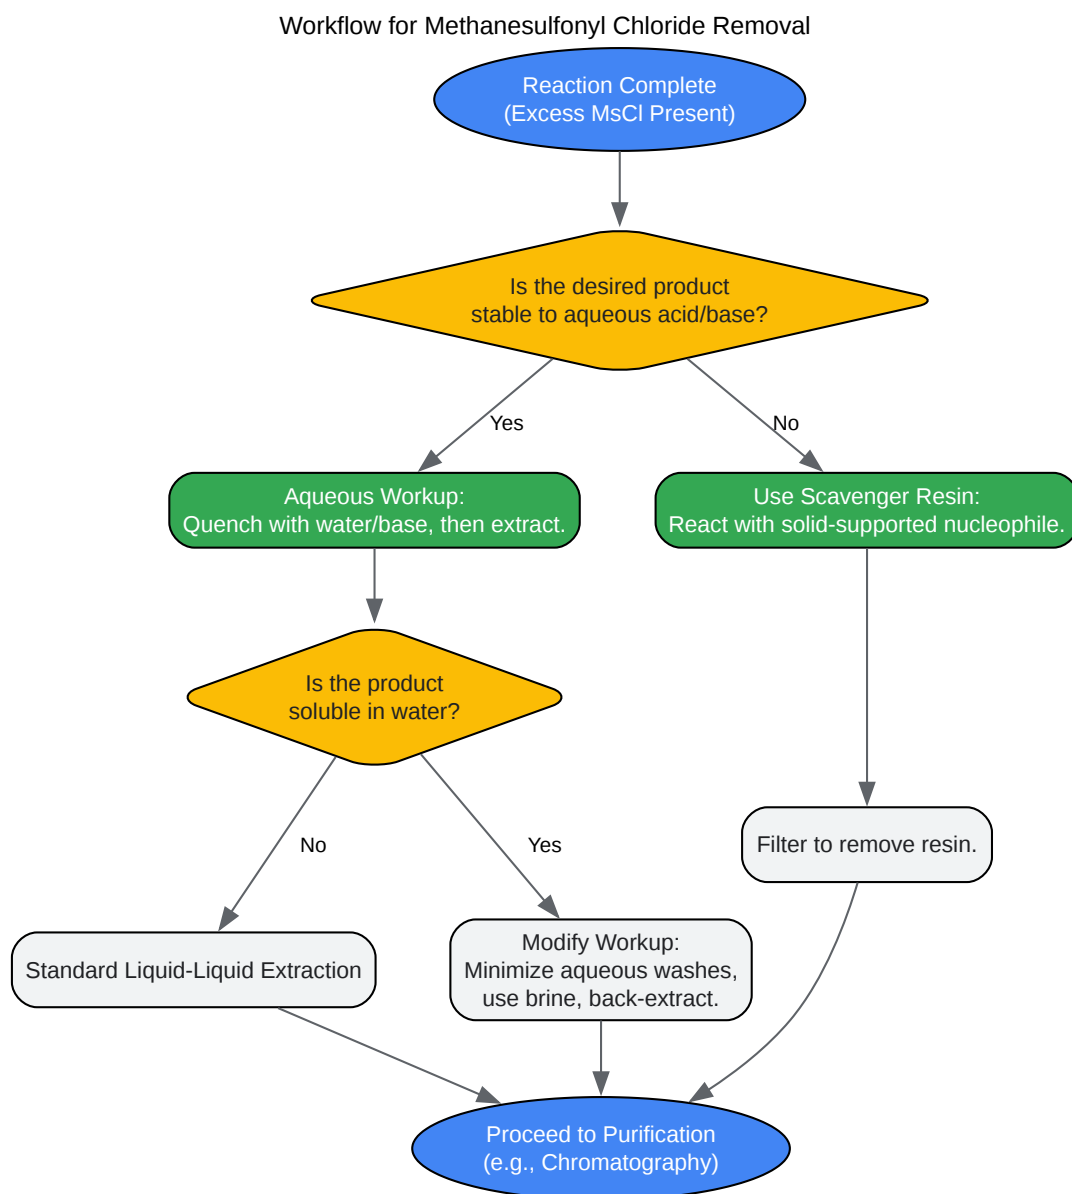 Workflow for Methanesulfonyl Chloride Removal
Reaction Complete
(Excess MsCl Present)
Is the desired product
stable to aqueous acid/base?
Yes
No
Aqueous Workup:
Quench with water/base, then extract.
Use Scavenger Resin:
React with solid-supported nucleophile.
Is the product
soluble in water?
No
Yes
Filter to remove resin.
Standard Liquid-Liquid Extraction
Modify Workup:
Minimize aqueous washes,
use brine, back-extract.
Proceed to Purification
(e.g., Chromatography)